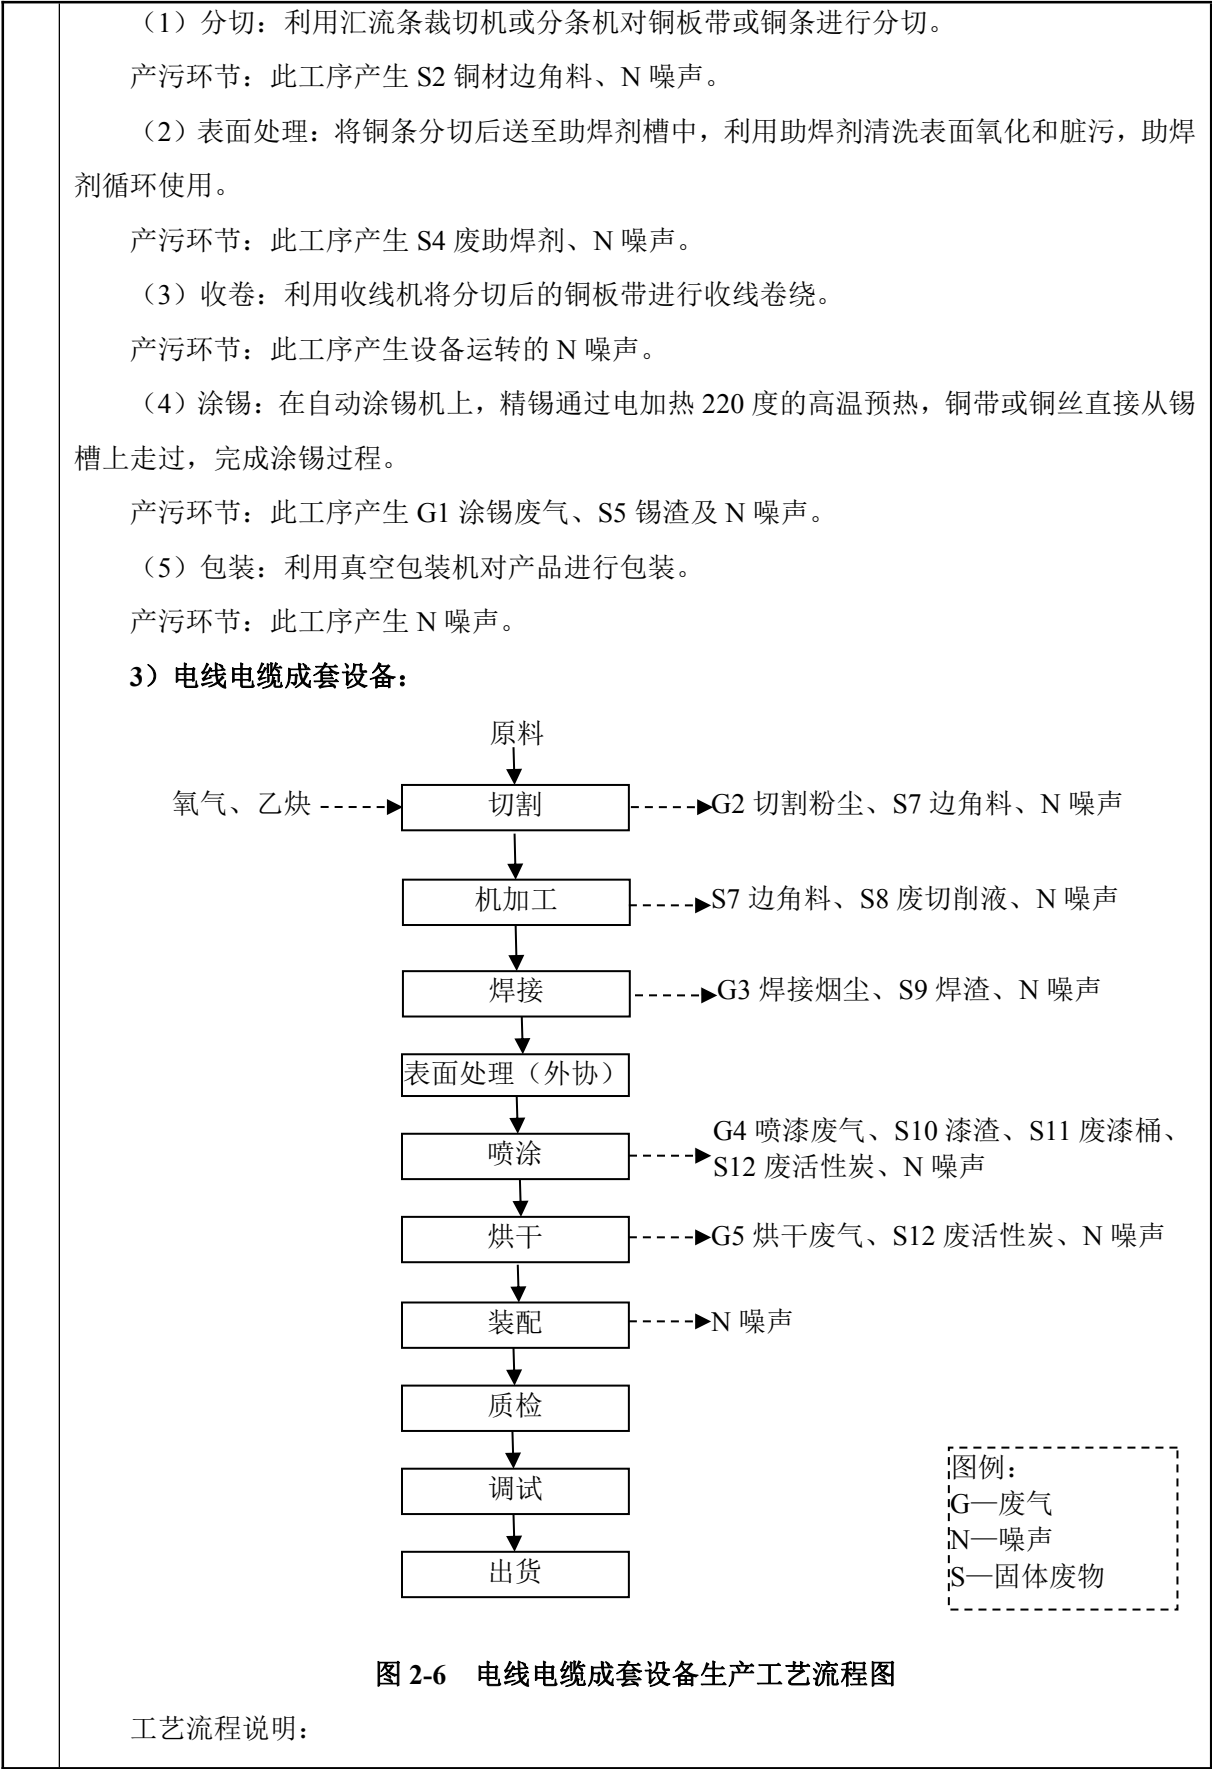 （1）分切：利用汇流条裁切机或分条机对铜板带或铜条进行分切。
产污环节：此工序产生 S2 铜材边角料、N 噪声。
（2）表面处理：将铜条分切后送至助焊剂槽中，利用助焊剂清洗表面氧化和脏污，助焊
剂循环使用。
产污环节：此工序产生 S4 废助焊剂、N 噪声。
（3）收卷：利用收线机将分切后的铜板带进行收线卷绕。
产污环节：此工序产生设备运转的 N 噪声。
（4）涂锡：在自动涂锡机上，精锡通过电加热 220 度的高温预热，铜带或铜丝直接从锡
槽上走过，完成涂锡过程。
产污环节：此工序产生 G1 涂锡废气、S5 锡渣及 N 噪声。
（5）包装：利用真空包装机对产品进行包装。
产污环节：此工序产生 N 噪声。
3）电线电缆成套设备：
原料
氧气、乙炔
切割
G2 切割粉尘、S7 边角料、N 噪声
机加工
S7 边角料、S8 废切削液、N 噪声
焊接
G3 焊接烟尘、S9 焊渣、N 噪声
表面处理（外协）
喷涂
G4 喷漆废气、S10 漆渣、S11 废漆桶、
S12 废活性炭、N 噪声
烘干
G5 烘干废气、S12 废活性炭、N 噪声
装配
N 噪声
质检
调试
出货
图例：
G—废气
N—噪声
S—固体废物
图 2-6 电线电缆成套设备生产工艺流程图
工艺流程说明：